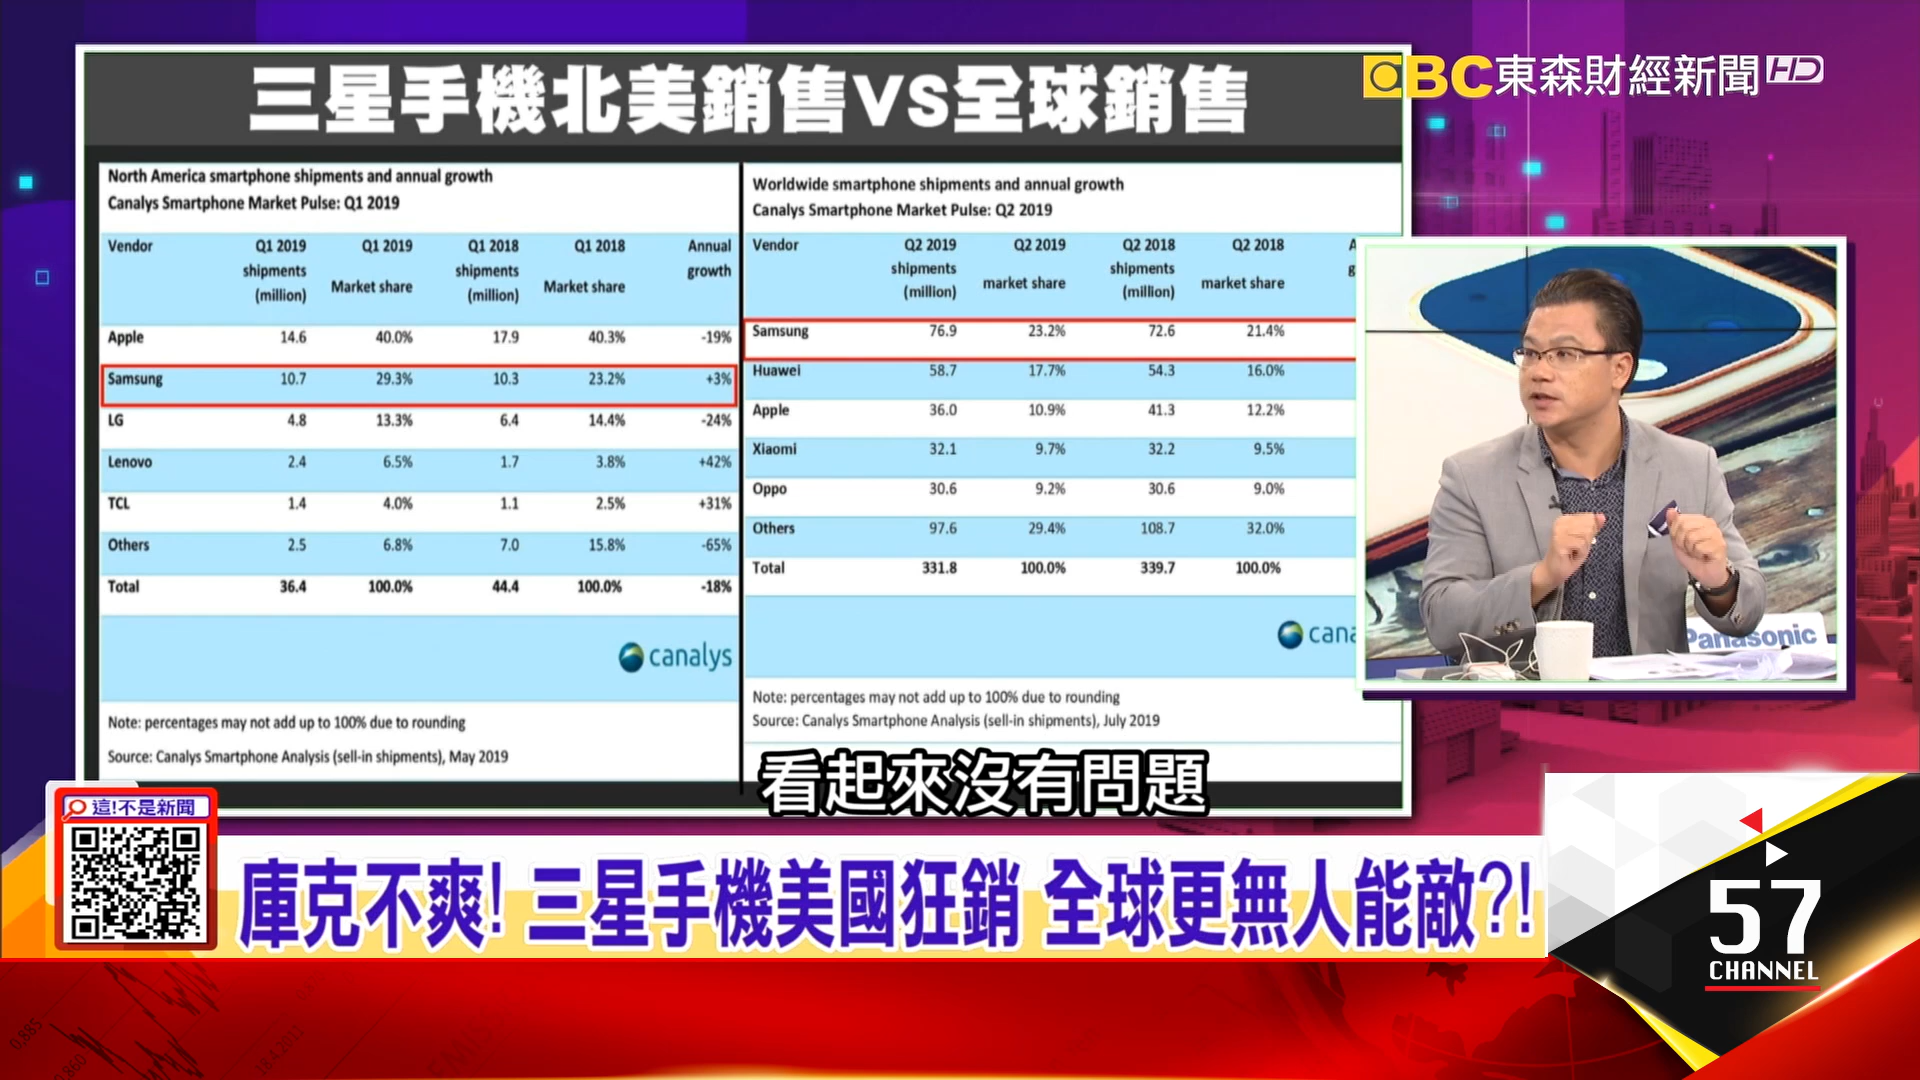 三星手機北美銷售VS全球銷售
EBC東森財經新聞HD
North America smartphone shipments and annual growth
Canalys Smartphone Market Pulse: Q1 2019
Vendor Q1 2019 shipments (million) Q1 2019 Market share Q1 2018 shipments (million) Q1 2018 Market share Annual growth
Apple 14.6 40.0% 17.9 40.3% -19%
Samsung 10.7 29.3% 10.3 23.2% +3%
LG 4.8 13.3% 6.4 14.4% -24%
Lenovo 2.4 6.5% 1.7 3.8% +42%
TCL 1.4 4.0% 1.1 2.5% +31%
Others 2.5 6.8% 7.0 15.8% -65%
Total 36.4 100.0% 44.4 100.0% -18%
canalys
Note: percentages may not add up to 100% due to rounding
Source: Canalys Smartphone Analysis (sell-in shipments), May 2019
Worldwide smartphone shipments and annual growth
Canalys Smartphone Market Pulse: Q2 2019
Vendor Q2 2019 shipments (million) Q2 2019 market share Q2 2018 shipments (million) Q2 2018 market share
Samsung 76.9 23.2% 72.6 21.4%
Huawei 58.7 17.7% 54.3 16.0%
Apple 36.0 10.9% 41.3 12.2%
Xiaomi 32.1 9.7% 32.2 9.5%
Oppo 30.6 9.2% 30.6 9.0%
Others 97.6 29.4% 108.7 32.0%
Total 331.8 100.0% 339.7 100.0%
cana
Note: percentages may not add up to 100% due to rounding
Source: Canalys Smartphone Analysis (sell-in shipments), July 2019
Panasonic
看起來沒有問題
這!不是新聞
庫克不爽! 三星手機美國狂銷 全球更無人能敵?!
57
CHANNEL